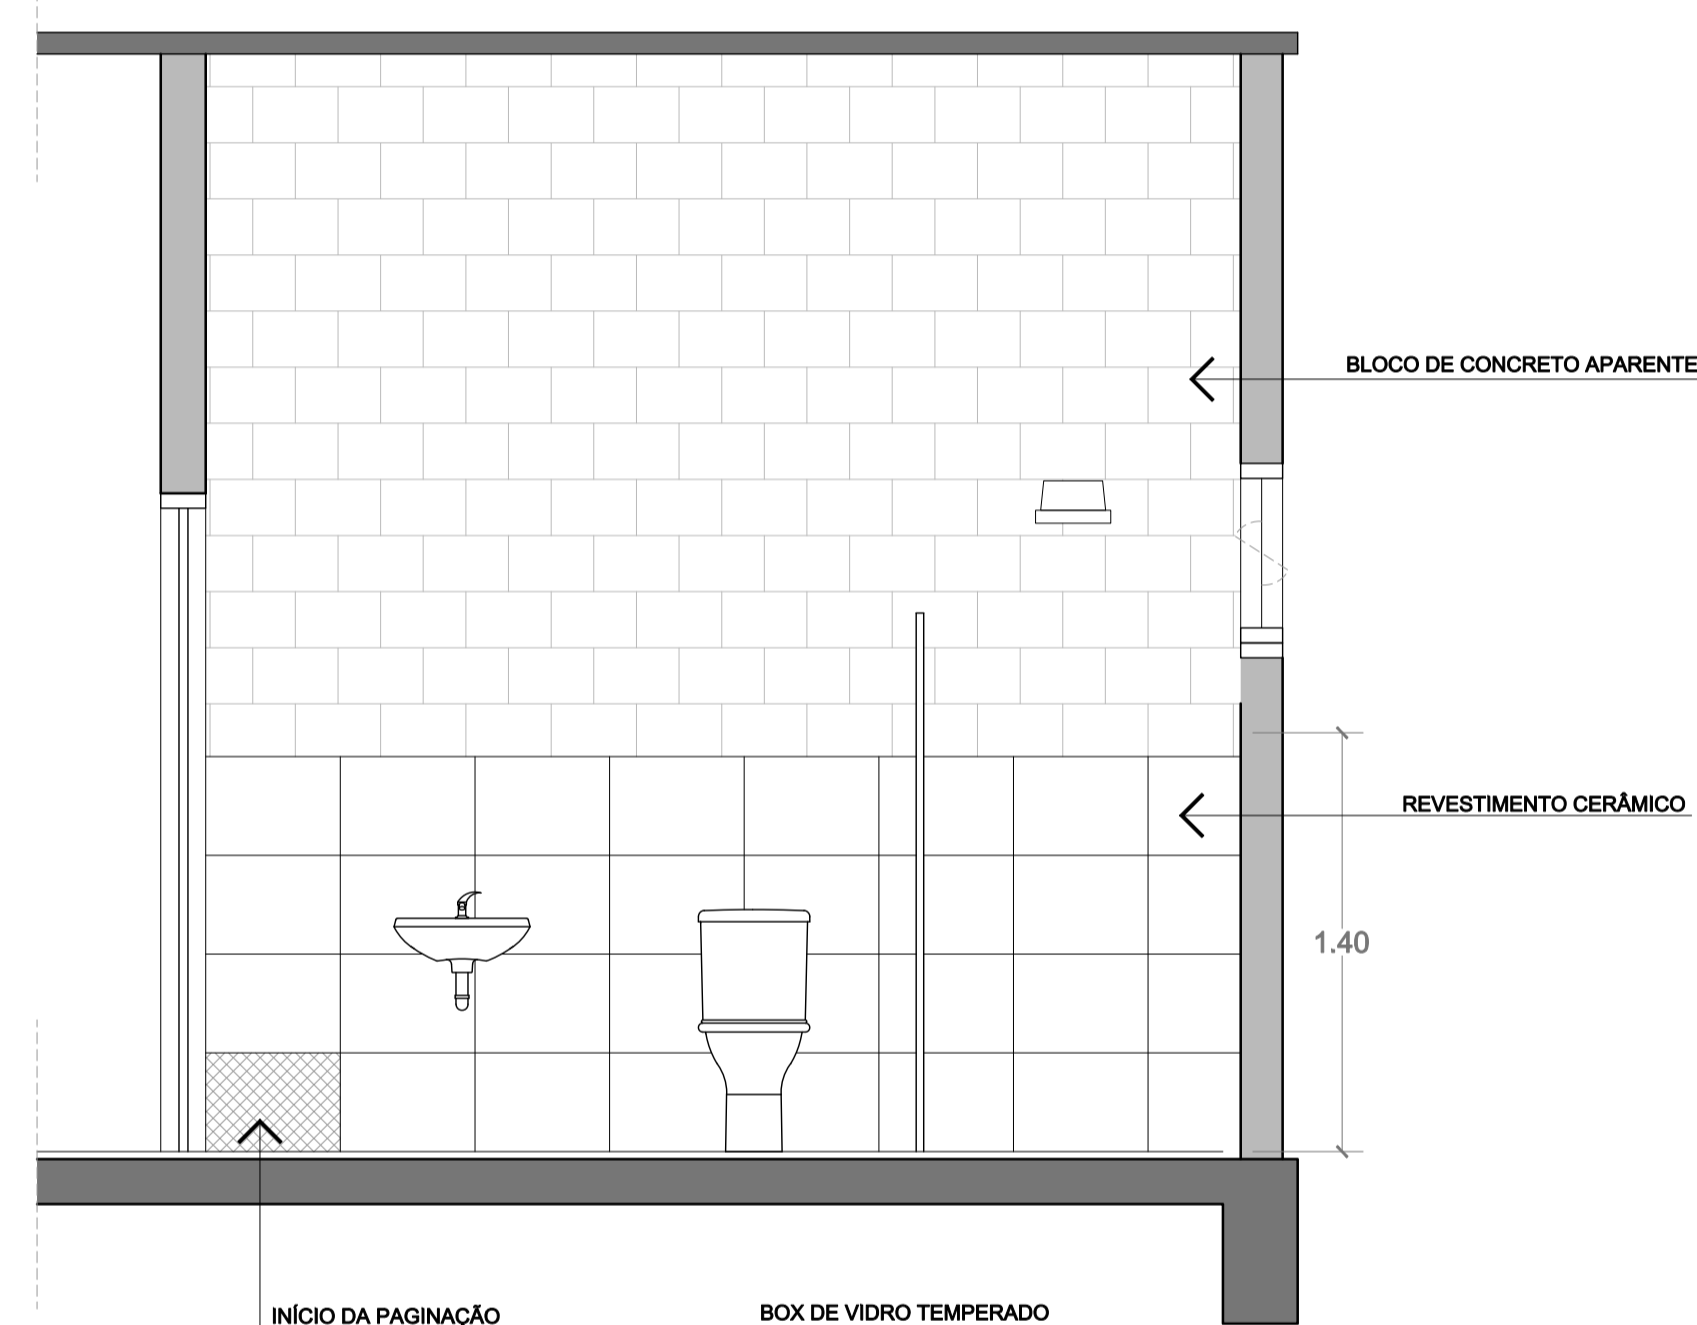 BLOCO DE CONCRETO APARENTE
REVESTIMENTO CERÂMICO
1.40
INÍCIO DA PAGINAÇÃO
BOX DE VIDRO TEMPERADO